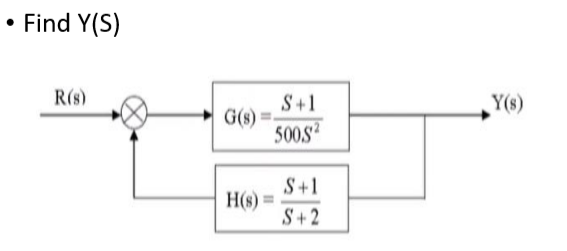 • Find Y(S)
R(s)
G(s) = S+1 / 500S²
Y(s)
H(s) = S+1 / S+2